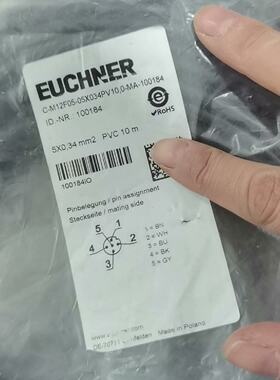 EUCHNER
C-M12F05-05X034PV10,0-MA-100184
ID.-NR.: 100184
RoHS
5X0,34 mm2 PVC 10 m
100184IO
Pinbelegung / pin assignment
Steckseite / mating side
5 1
4 2
3
1 = BN
2 = WH
3 = BU
4 = BK
5 = GY
.com
Made in Poland